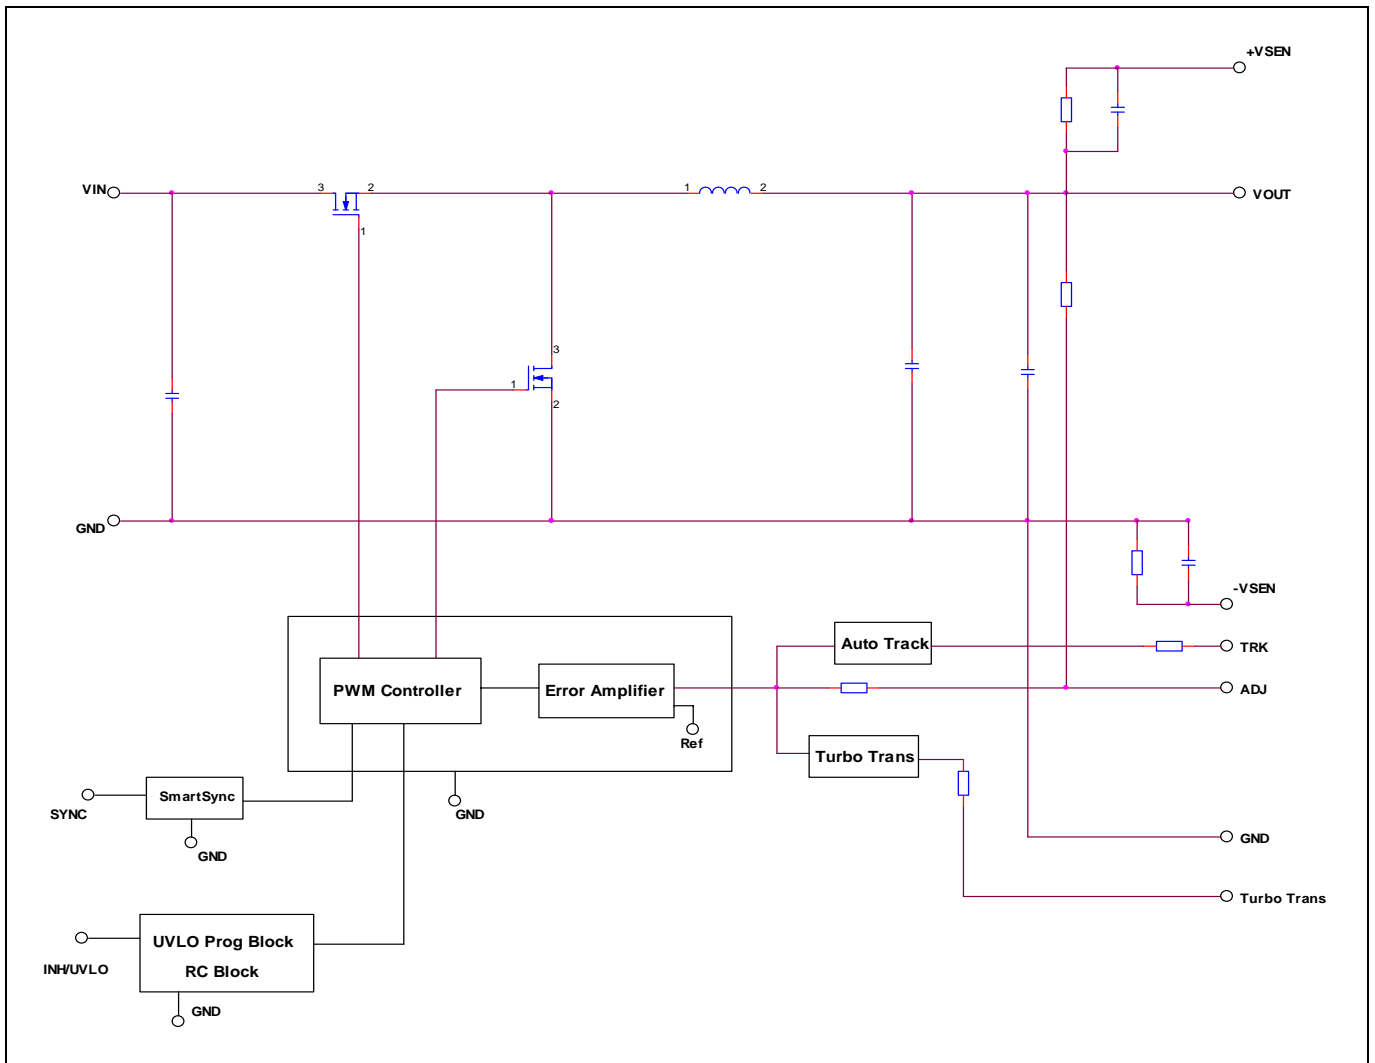 +VSEN
VIN
3
2
1
1
2
VOUT
3
1
2
GND
-VSEN
Auto Track
TRK
PWM Controller
Error Amplifier
ADJ
Ref
Turbo Trans
SmartSync
SYNC
GND
GND
GND
Turbo Trans
UVLO Prog Block
RC Block
INH/UVLO
GND